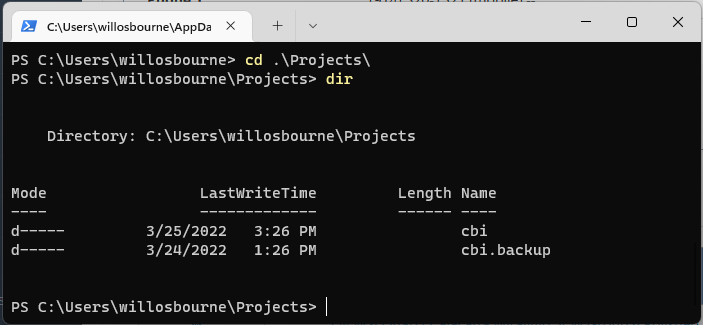 C:\Users\willosbourne\AppDa
PS C:\Users\willosbourne> cd .\Projects\
PS C:\Users\willosbourne\Projects> dir
Directory: C:\Users\willosbourne\Projects
Mode                 LastWriteTime         Length Name
----                 -------------         ------ ----
d-----         3/25/2022   3:26 PM                cbi
d-----         3/24/2022   1:26 PM                cbi.backup
PS C:\Users\willosbourne\Projects>